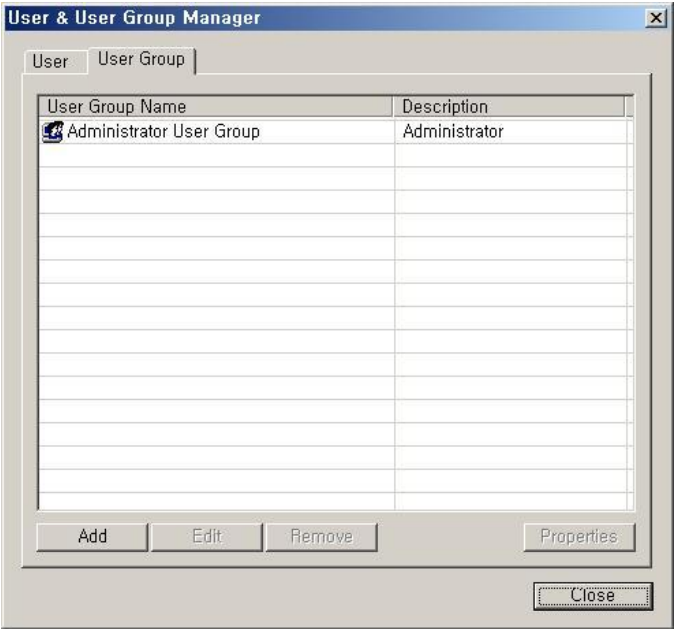 User & User Group Manager
User
User Group
User Group Name Description
Administrator User Group Administrator
Add Edit Remove Properties
Close